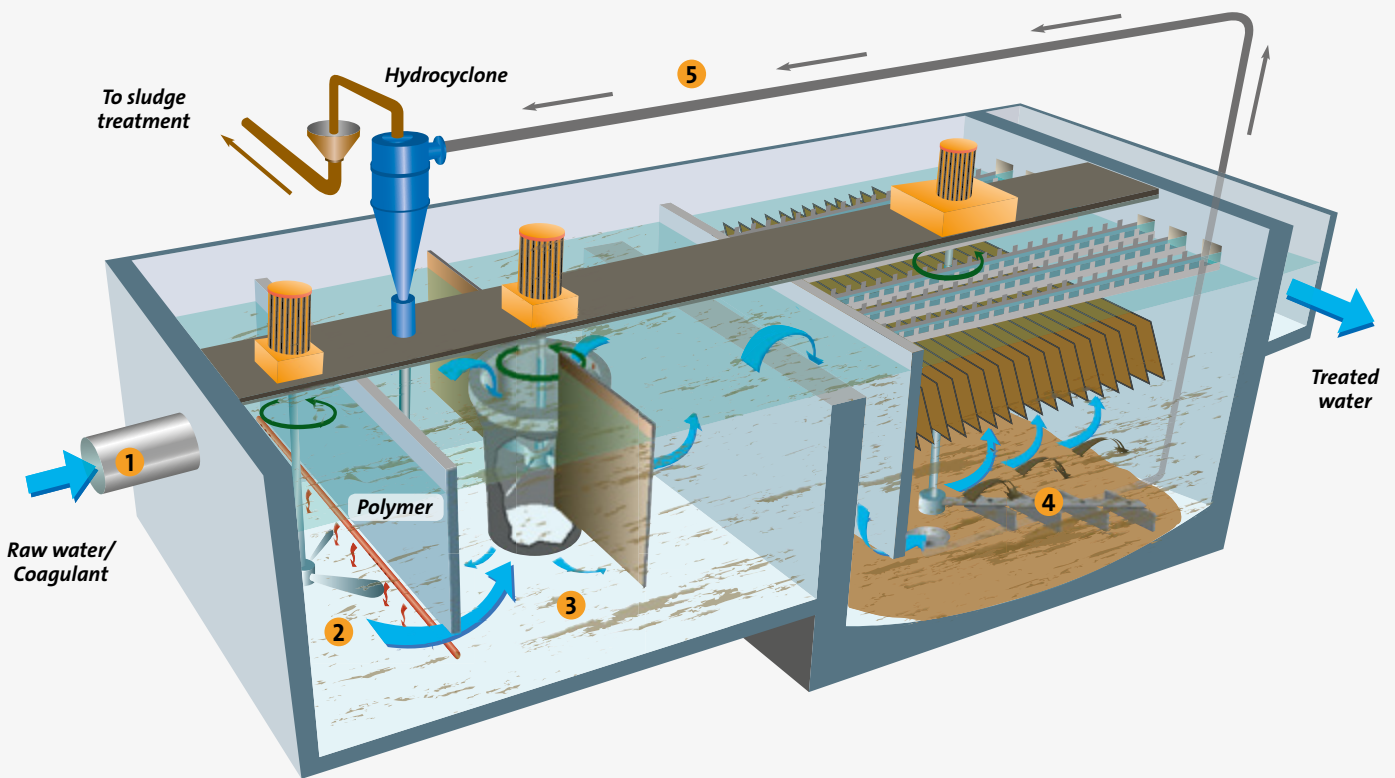 Hydrocyclone
5
To sludge
treatment
1
Raw water/
Coagulant
Polymer
2
3
4
Treated
water